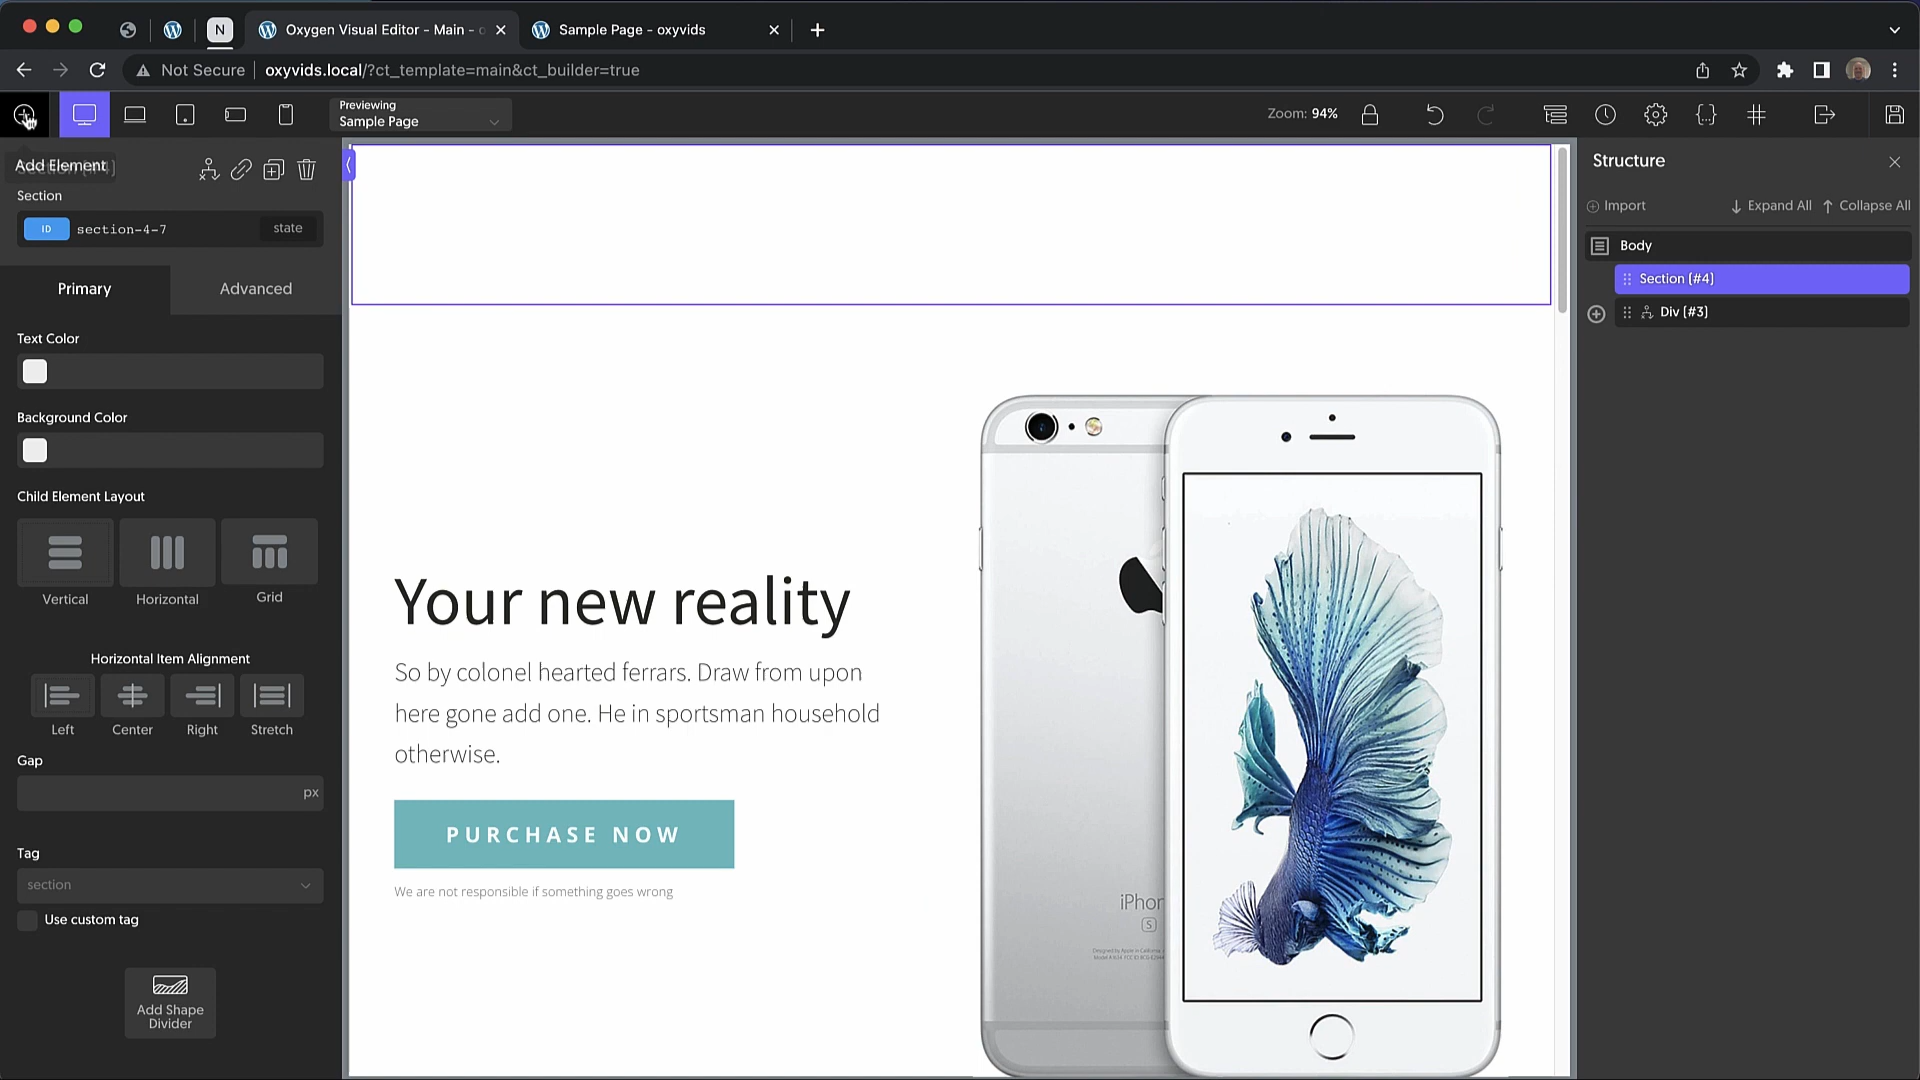 N
Oxygen Visual Editor - Main - o
Sample Page - oxyvids
Not Secure
oxyvids.local/?ct_template=main&ct_builder=true
Previewing
Sample Page
Zoom: 94%
Add Element
Section
ID
section-4-7
state
Primary
Advanced
Text Color
Background Color
Child Element Layout
Vertical
Horizontal
Grid
Horizontal Item Alignment
Left
Center
Right
Stretch
Gap
px
Tag
section
Use custom tag
Add Shape
Divider
Your new reality
So by colonel hearted ferrars. Draw from upon
here gone add one. He in sportsman household
otherwise.
PURCHASE NOW
We are not responsible if something goes wrong
iPhon
S
Structure
Import
Expand All
Collapse All
Body
Section (#4)
Div (#3)